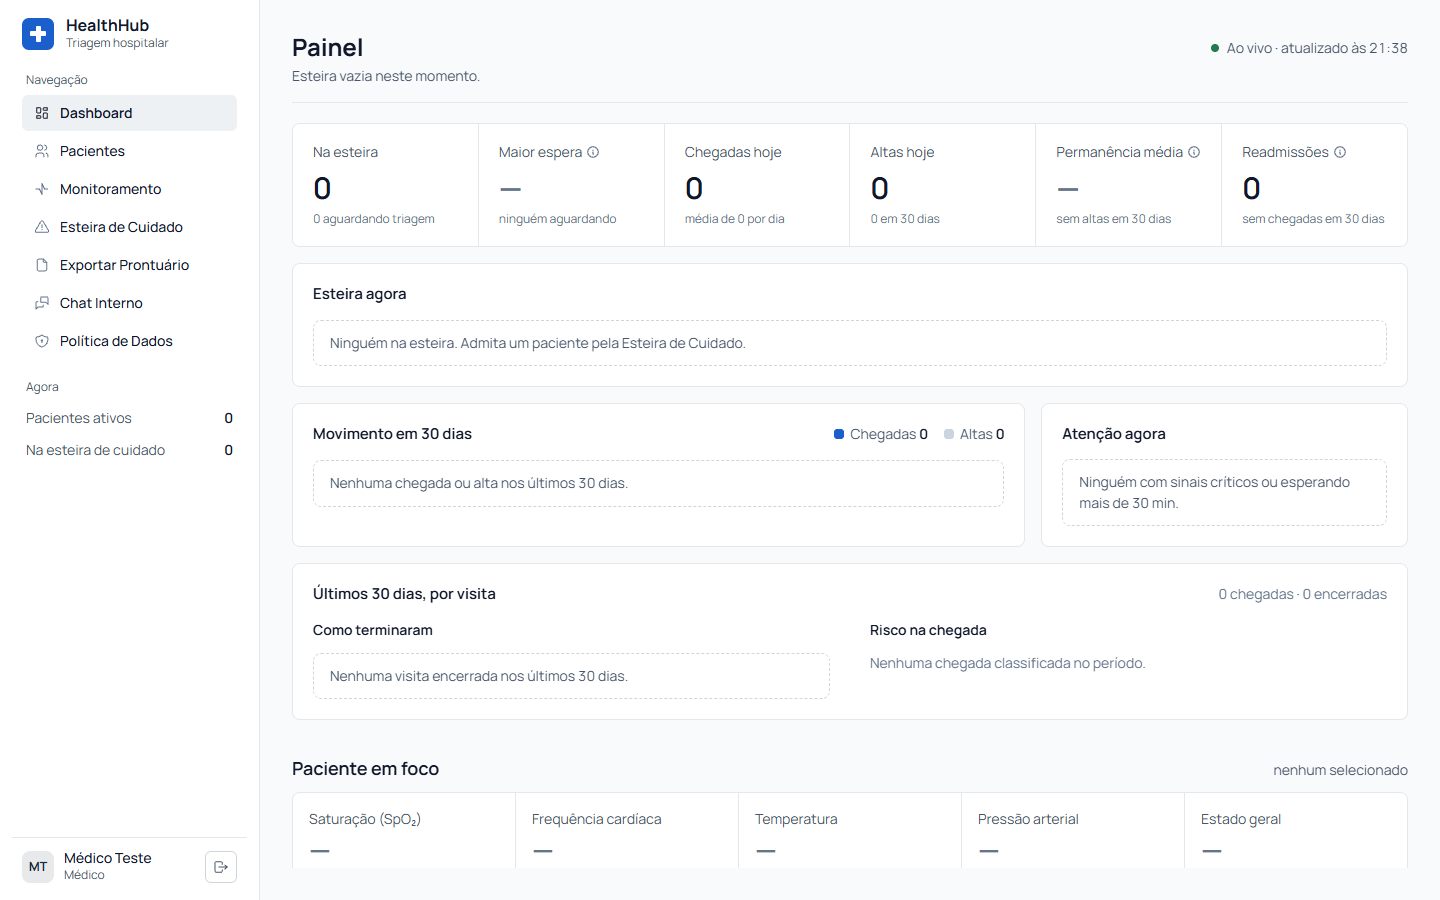 HealthHub
Triagem hospitalar
Navegação
Dashboard
Pacientes
Monitoramento
Esteira de Cuidado
Exportar Prontuário
Chat Interno
Política de Dados
Agora
Pacientes ativos 0
Na esteira de cuidado 0
MT
Médico Teste
Médico
Painel
Esteira vazia neste momento.
Ao vivo · atualizado às 21:38
Na esteira
0
0 aguardando triagem
Maior espera
—
ninguém aguardando
Chegadas hoje
0
média de 0 por dia
Altas hoje
0
0 em 30 dias
Permanência média
—
sem altas em 30 dias
Readmissões
0
sem chegadas em 30 dias
Esteira agora
Ninguém na esteira. Admita um paciente pela Esteira de Cuidado.
Movimento em 30 dias
Chegadas 0 Altas 0
Nenhuma chegada ou alta nos últimos 30 dias.
Atenção agora
Ninguém com sinais críticos ou esperando
mais de 30 min.
Últimos 30 dias, por visita
0 chegadas · 0 encerradas
Como terminaram
Nenhuma visita encerrada nos últimos 30 dias.
Risco na chegada
Nenhuma chegada classificada no período.
Paciente em foco
nenhum selecionado
Saturação (SpO₂)
—
Frequência cardíaca
—
Temperatura
—
Pressão arterial
—
Estado geral
—